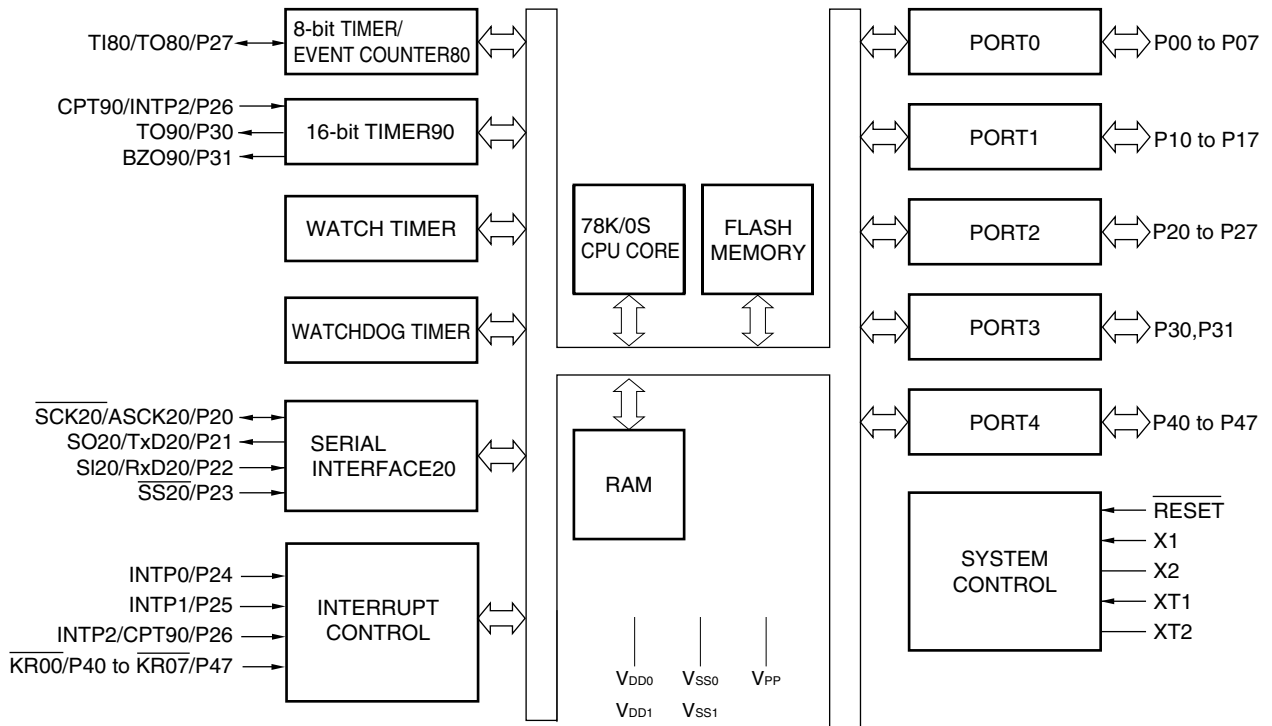 TI80/TO80/P27
8-bit TIMER/
EVENT COUNTER80
CPT90/INTP2/P26
TO90/P30
BZO90/P31
16-bit TIMER90
WATCH TIMER
WATCHDOG TIMER
SCK20/ASCK20/P20
SO20/TxD20/P21
SI20/RxD20/P22
SS20/P23
SERIAL
INTERFACE20
INTP0/P24
INTP1/P25
INTP2/CPT90/P26
KR00/P40 to KR07/P47
INTERRUPT
CONTROL
78K/0S
CPU CORE
FLASH
MEMORY
RAM
VDD0
VDD1
VSS0
VSS1
VPP
PORT0
P00 to P07
PORT1
P10 to P17
PORT2
P20 to P27
PORT3
P30,P31
PORT4
P40 to P47
SYSTEM
CONTROL
RESET
X1
X2
XT1
XT2